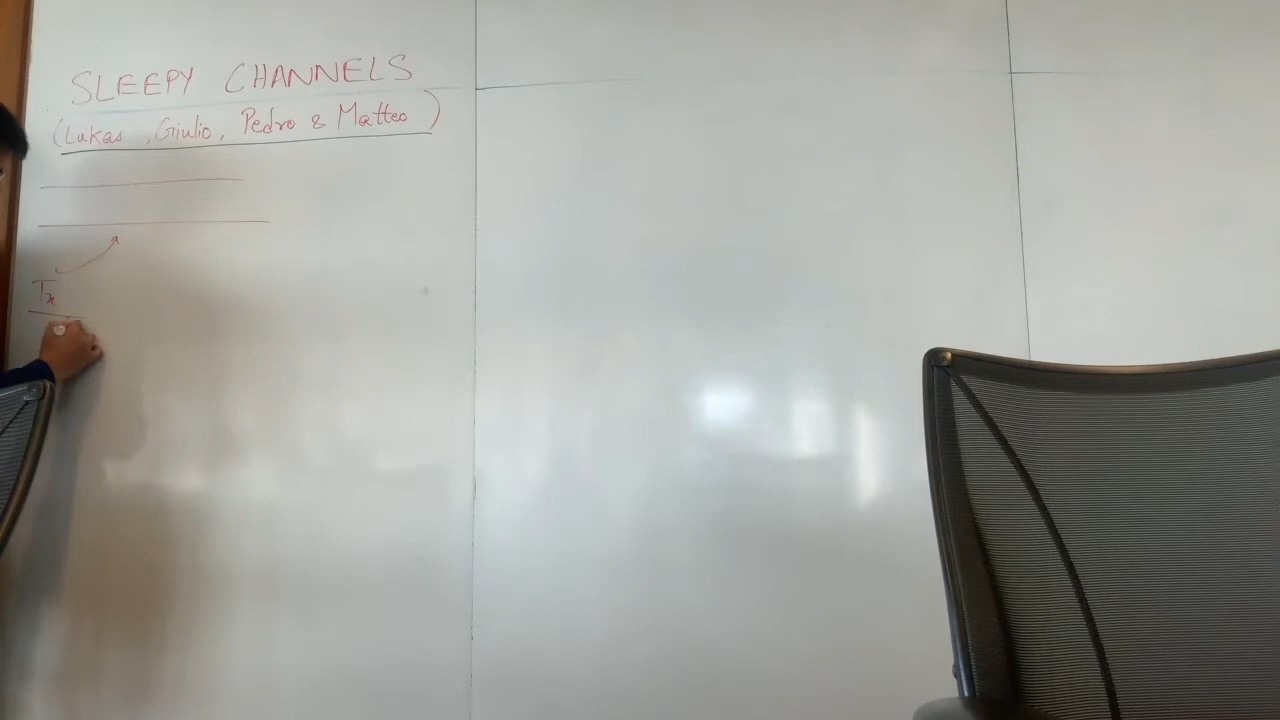 SLEEPY CHANNELS
(Lukas, Giulio, Pedro & Matteo)
Tx